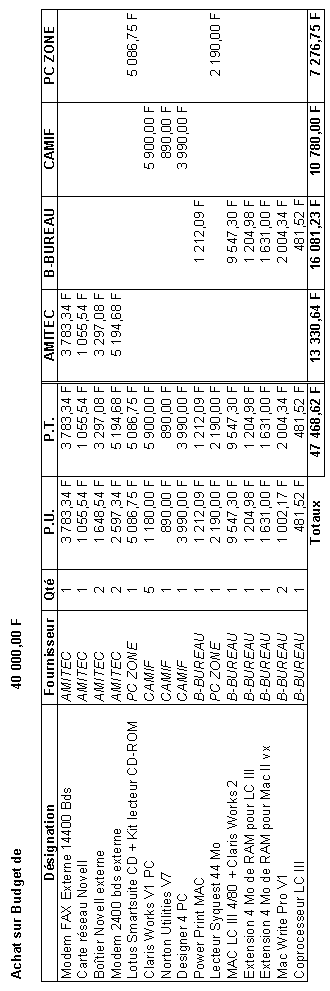 Achat sur Budget de 40 000,00 F
Désignation Fournisseur Qté P.U. P.T. AMITEC B-BUREAU CAMIF PC ZONE
Modem FAX Externe 14400 Bds AMITEC 1 3 783,34 F 3 783,34 F 3 783,34 F
Carte réseau Novell AMITEC 1 1 055,54 F 1 055,54 F 1 055,54 F
Boîtier Novell externe AMITEC 2 1 648,54 F 3 297,08 F 3 297,08 F
Modem 2400 bds externe AMITEC 2 2 597,34 F 5 194,68 F 5 194,68 F
Lotus Smartsuite CD + Kit lecteur CD-ROM PC ZONE 1 5 086,75 F 5 086,75 F 5 086,75 F
Claris Works V1 PC CAMIF 5 1 180,00 F 5 900,00 F 5 900,00 F
Norton Utilities V7 CAMIF 1 890,00 F 890,00 F 890,00 F
Designer 4 PC CAMIF 1 3 990,00 F 3 990,00 F 3 990,00 F
Power Print MAC B-BUREAU 1 1 212,09 F 1 212,09 F 1 212,09 F
Lecteur Syquest 44 Mo PC ZONE 1 2 190,00 F 2 190,00 F 2 190,00 F
MAC LC III 4/80 + Claris Works 2 B-BUREAU 1 9 547,30 F 9 547,30 F 9 547,30 F
Extension 4 Mo de RAM pour LC III B-BUREAU 1 1 204,98 F 1 204,98 F 1 204,98 F
Extension 4 Mo de RAM pour Mac II vx B-BUREAU 1 1 631,00 F 1 631,00 F 1 631,00 F
Mac Write Pro V1 B-BUREAU 2 1 002,17 F 2 004,34 F 2 004,34 F
Coprocesseur LC III B-BUREAU 1 481,52 F 481,52 F 481,52 F
Totaux 47 468,62 F 13 330,64 F 16 081,23 F 10 780,00 F 7 276,75 F